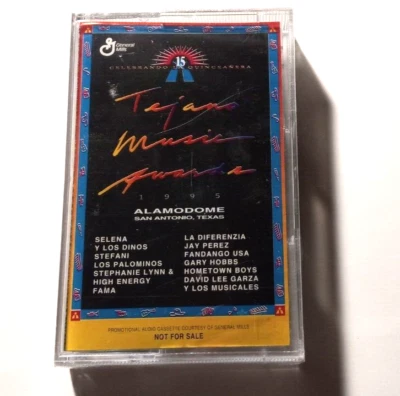 General
Mills
15
CELEBRANDO QUINCEAÑERA
Tejano
Music
Awards
1995
ALAMODOME
SAN ANTONIO, TEXAS
SELENA
Y LOS DINOS
STEFANI
LOS PALOMINOS
STEPHANIE LYNN &
HIGH ENERGY
FAMA
LA DIFERENZIA
JAY PEREZ
FANDANGO USA
GARY HOBBS
HOMETOWN BOYS
DAVID LEE GARZA
Y LOS MUSICALES
PROMOTIONAL AUDIO CASSETTE COURTESY OF GENERAL MILLS
NOT FOR SALE